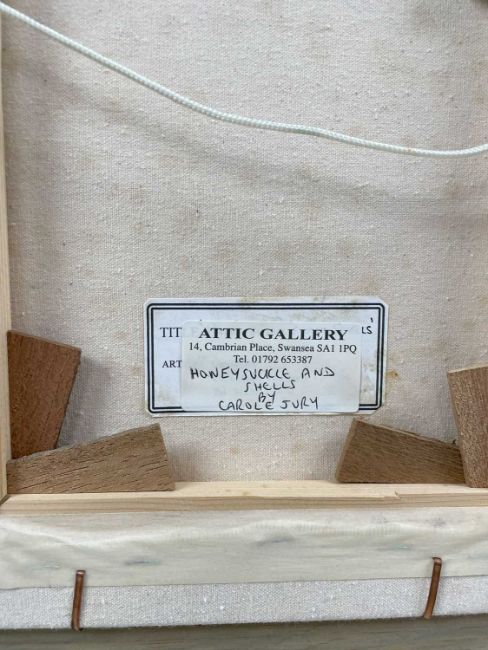 TIT ATTIC GALLERY LS'
14, Cambrian Place, Swansea SA1 1PQ
ART Tel. 01792 653387
HONEYSUCKLE AND
SHELLS
BY
CAROLE JURY